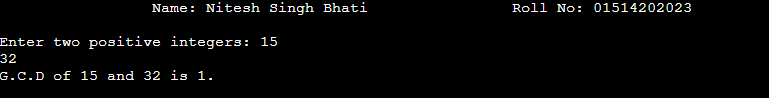 Name: Nitesh Singh Bhati Roll No: 01514202023
Enter two positive integers: 15
32
G.C.D of 15 and 32 is 1.